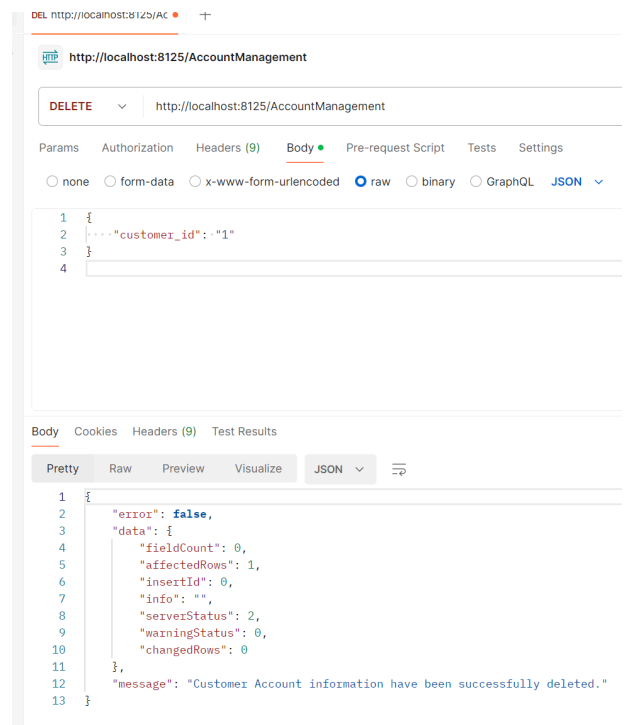 DEL http://localhost:8125/Ac
HTTP http://localhost:8125/AccountManagement
DELETE http://localhost:8125/AccountManagement
Params Authorization Headers (9) Body Pre-request Script Tests Settings
none form-data x-www-form-urlencoded raw binary GraphQL JSON
1 {
2 ····"customer_id":·"1"
3 }
4
Body Cookies Headers (9) Test Results
Pretty Raw Preview Visualize JSON
1 {
2 "error": false,
3 "data": {
4 "fieldCount": 0,
5 "affectedRows": 1,
6 "insertId": 0,
7 "info": "",
8 "serverStatus": 2,
9 "warningStatus": 0,
10 "changedRows": 0
11 },
12 "message": "Customer Account information have been successfully deleted."
13 }